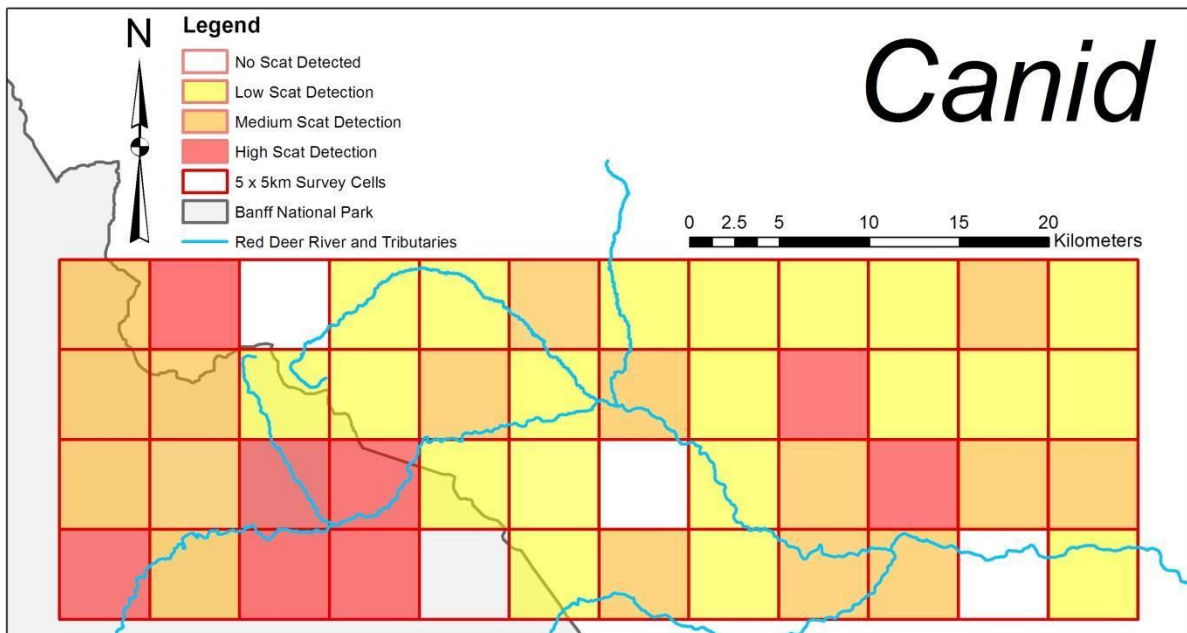 N
Legend
No Scat Detected
Low Scat Detection
Medium Scat Detection
High Scat Detection
5 x 5km Survey Cells
Banff National Park
Red Deer River and Tributaries
Canid
0 2.5 5 10 15 20
Kilometers